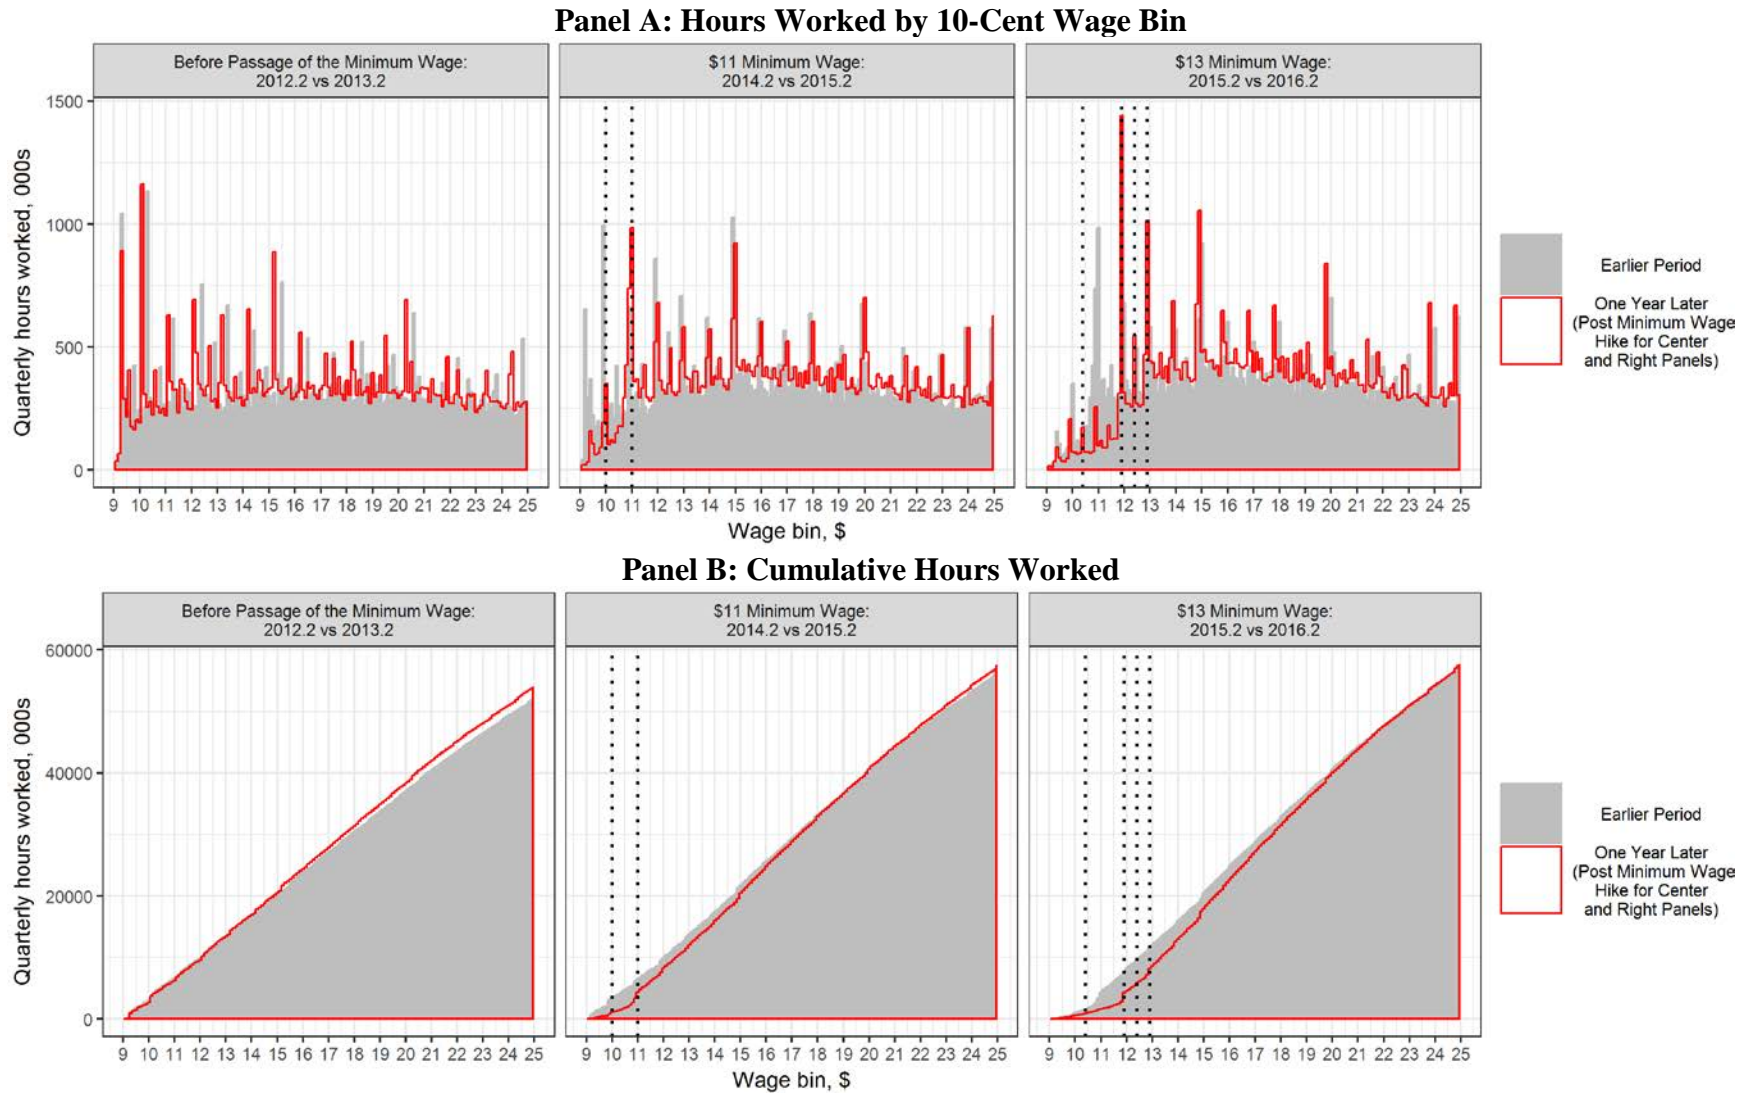 Panel A: Hours Worked by 10-Cent Wage Bin
Before Passage of the Minimum Wage:
2012.2 vs 2013.2
$11 Minimum Wage:
2014.2 vs 2015.2
$13 Minimum Wage:
2015.2 vs 2016.2
Quarterly hours worked, 000s
1500
1000
500
0
9 10 11 12 13 14 15 16 17 18 19 20 21 22 23 24 25
9 10 11 12 13 14 15 16 17 18 19 20 21 22 23 24 25
9 10 11 12 13 14 15 16 17 18 19 20 21 22 23 24 25
Wage bin, $
Earlier Period
One Year Later
(Post Minimum Wage
Hike for Center
and Right Panels)
Panel B: Cumulative Hours Worked
Before Passage of the Minimum Wage:
2012.2 vs 2013.2
$11 Minimum Wage:
2014.2 vs 2015.2
$13 Minimum Wage:
2015.2 vs 2016.2
Quarterly hours worked, 000s
60000
40000
20000
0
9 10 11 12 13 14 15 16 17 18 19 20 21 22 23 24 25
9 10 11 12 13 14 15 16 17 18 19 20 21 22 23 24 25
9 10 11 12 13 14 15 16 17 18 19 20 21 22 23 24 25
Wage bin, $
Earlier Period
One Year Later
(Post Minimum Wage
Hike for Center
and Right Panels)